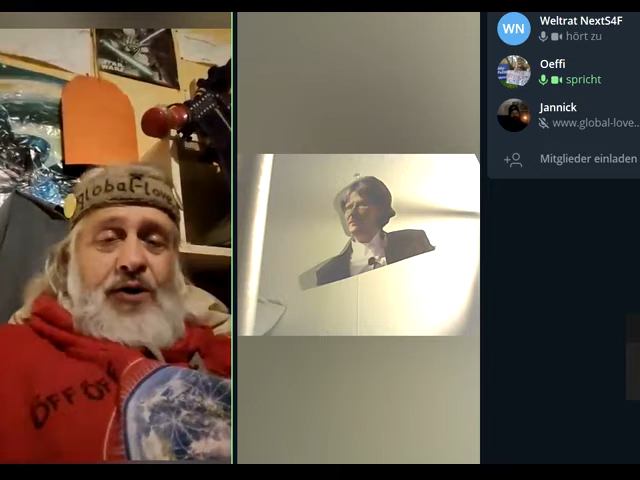 STAR
WARS
global-love
ÖFF ÖFF
WN
Weltrat NextS4F
hört zu
Oeffi
spricht
Jannick
www.global-love...
Mitglieder einladen